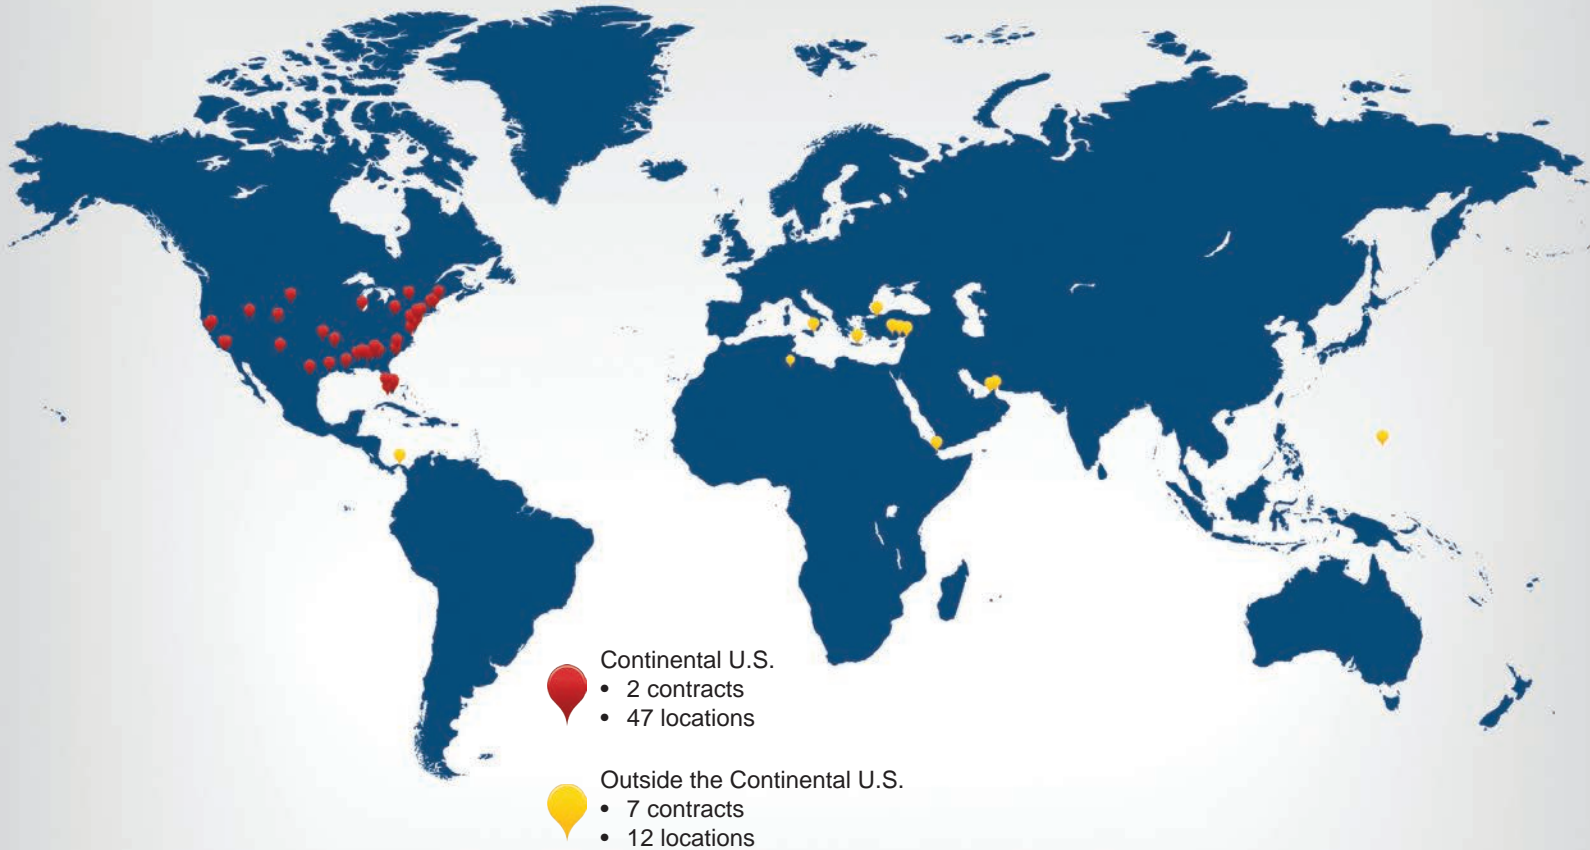 Continental U.S.
• 2 contracts
• 47 locations
Outside the Continental U.S.
• 7 contracts
• 12 locations